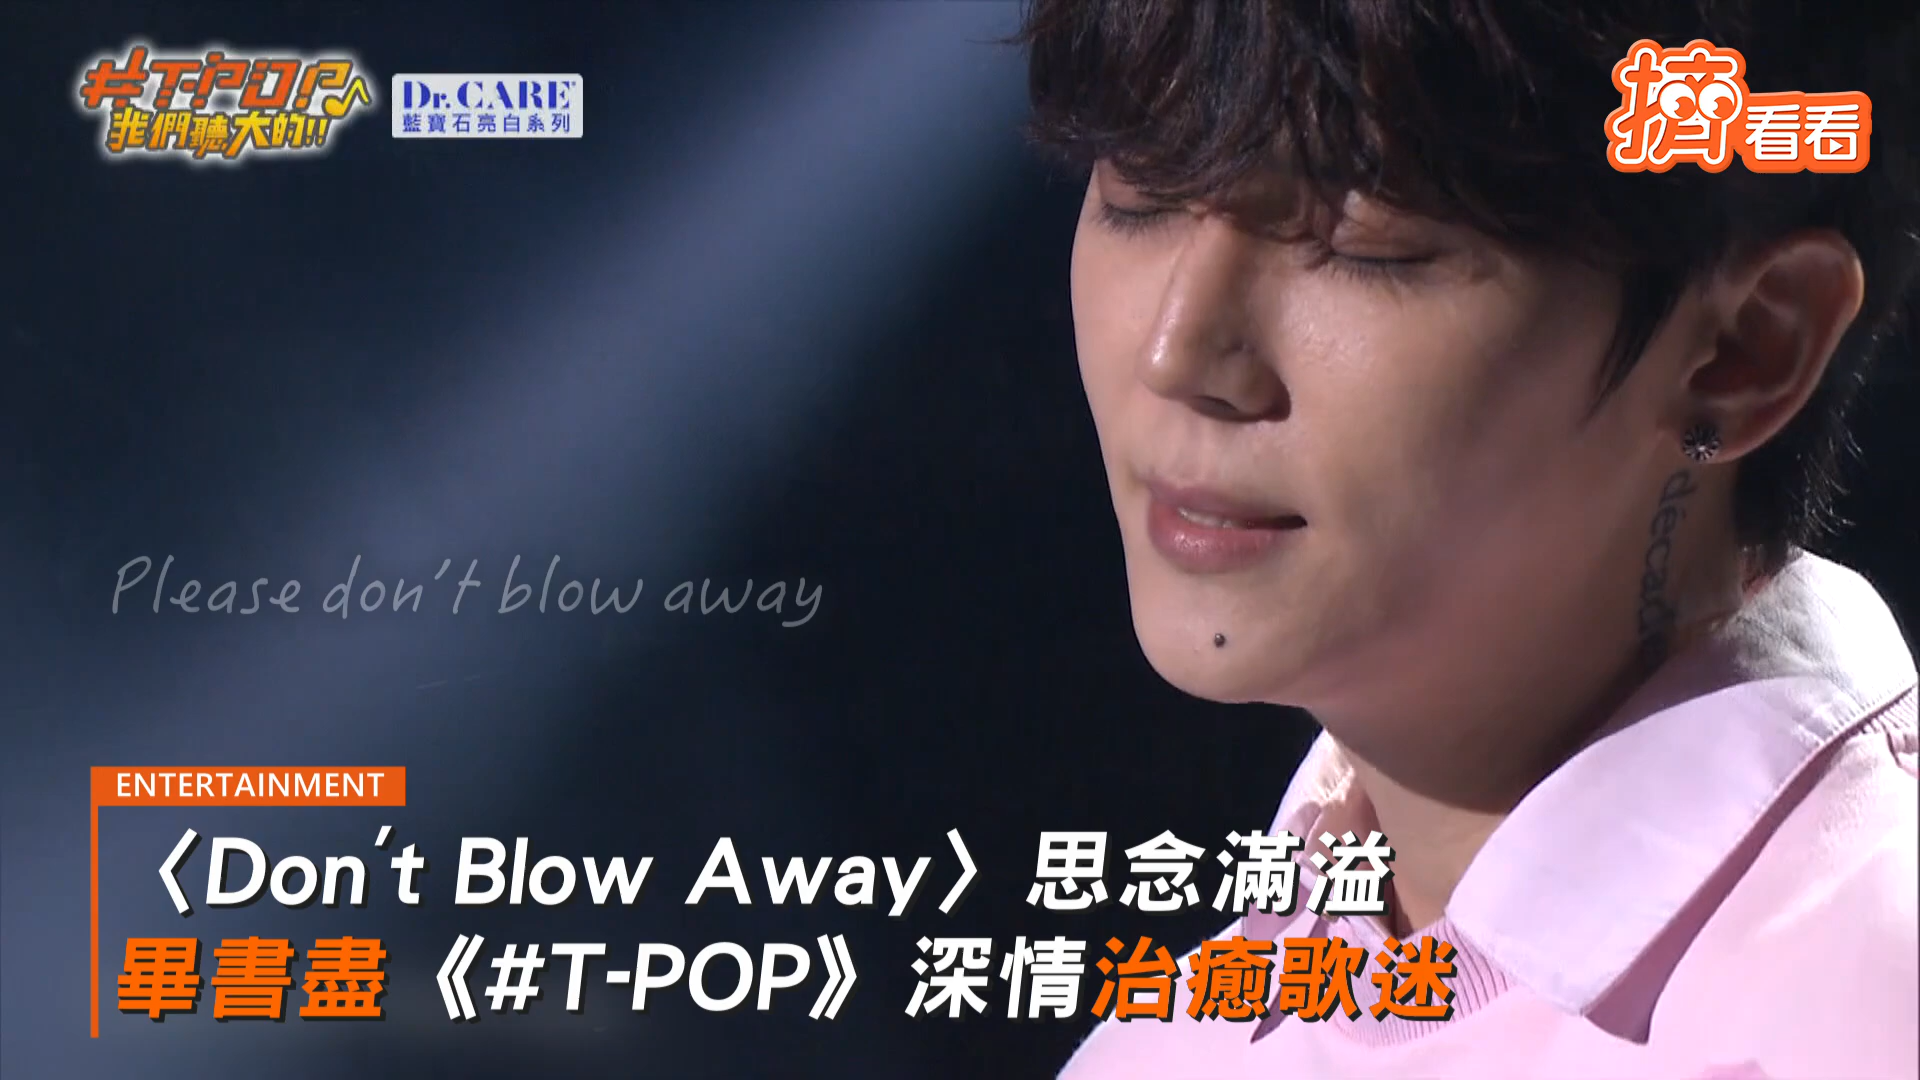 #T-POP
我們聽大的!!
Dr.CARE
藍寶石亮白系列
擠看看
décade
Please don't blow away
ENTERTAINMENT
〈Don't Blow Away〉思念滿溢
畢書盡《#T-POP》深情治癒歌迷